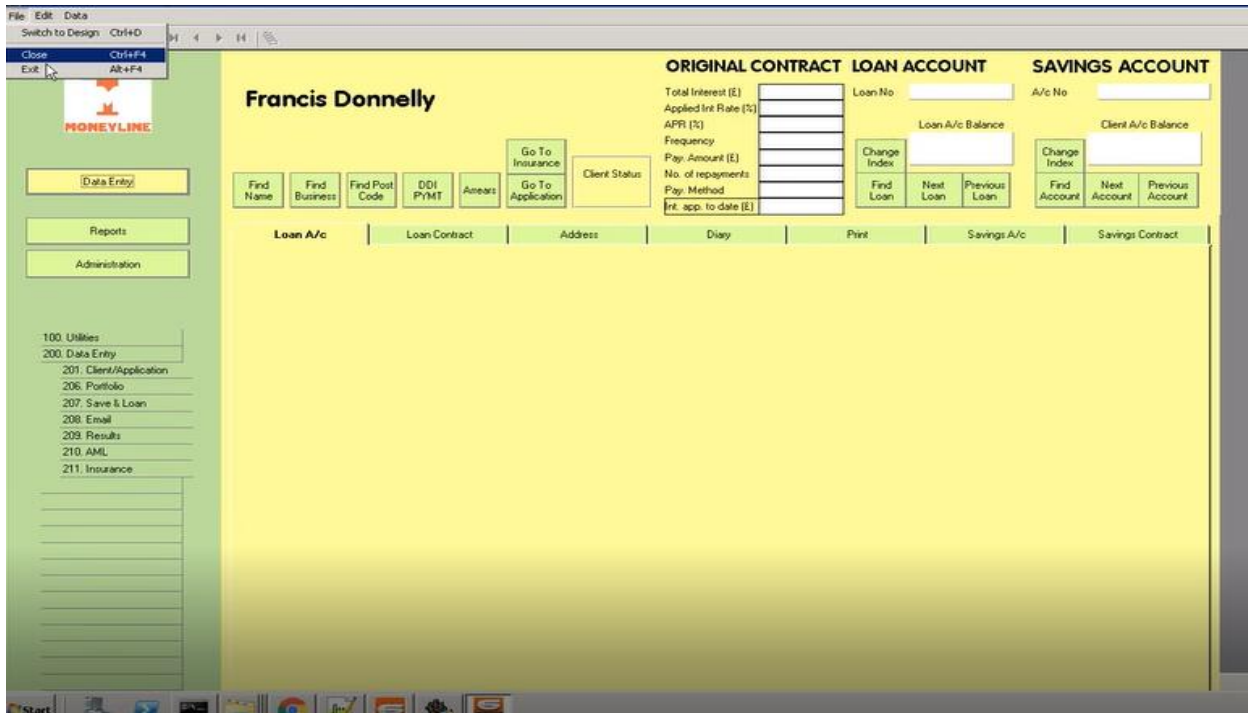 File Edit Data
Switch to Design Ctrl+D
Close Ctrl+F4
Exit Alt+F4
MONEYLINE
Data Entry
Reports
Administration
100. Utilities
200. Data Entry
201. Client/Application
206. Portfolio
207. Save & Loan
208. Email
209. Results
210. AML
211. Insurance
Francis Donnelly
Find Name
Find Business
Find Post Code
DDI PYMT
Arrears
Go To Insurance
Go To Application
Client Status
ORIGINAL CONTRACT
Total Interest (£)
Applied Int Rate (%)
APR (%)
Frequency
Pay. Amount (£)
No. of repayments
Pay. Method
Int. app. to date (£)
LOAN ACCOUNT
Loan No
Loan A/c Balance
Change Index
Find Loan
Next Loan
Previous Loan
SAVINGS ACCOUNT
A/c No
Client A/c Balance
Change Index
Find Account
Next Account
Previous Account
Loan A/c
Loan Contract
Address
Diary
Print
Savings A/c
Savings Contract
Start